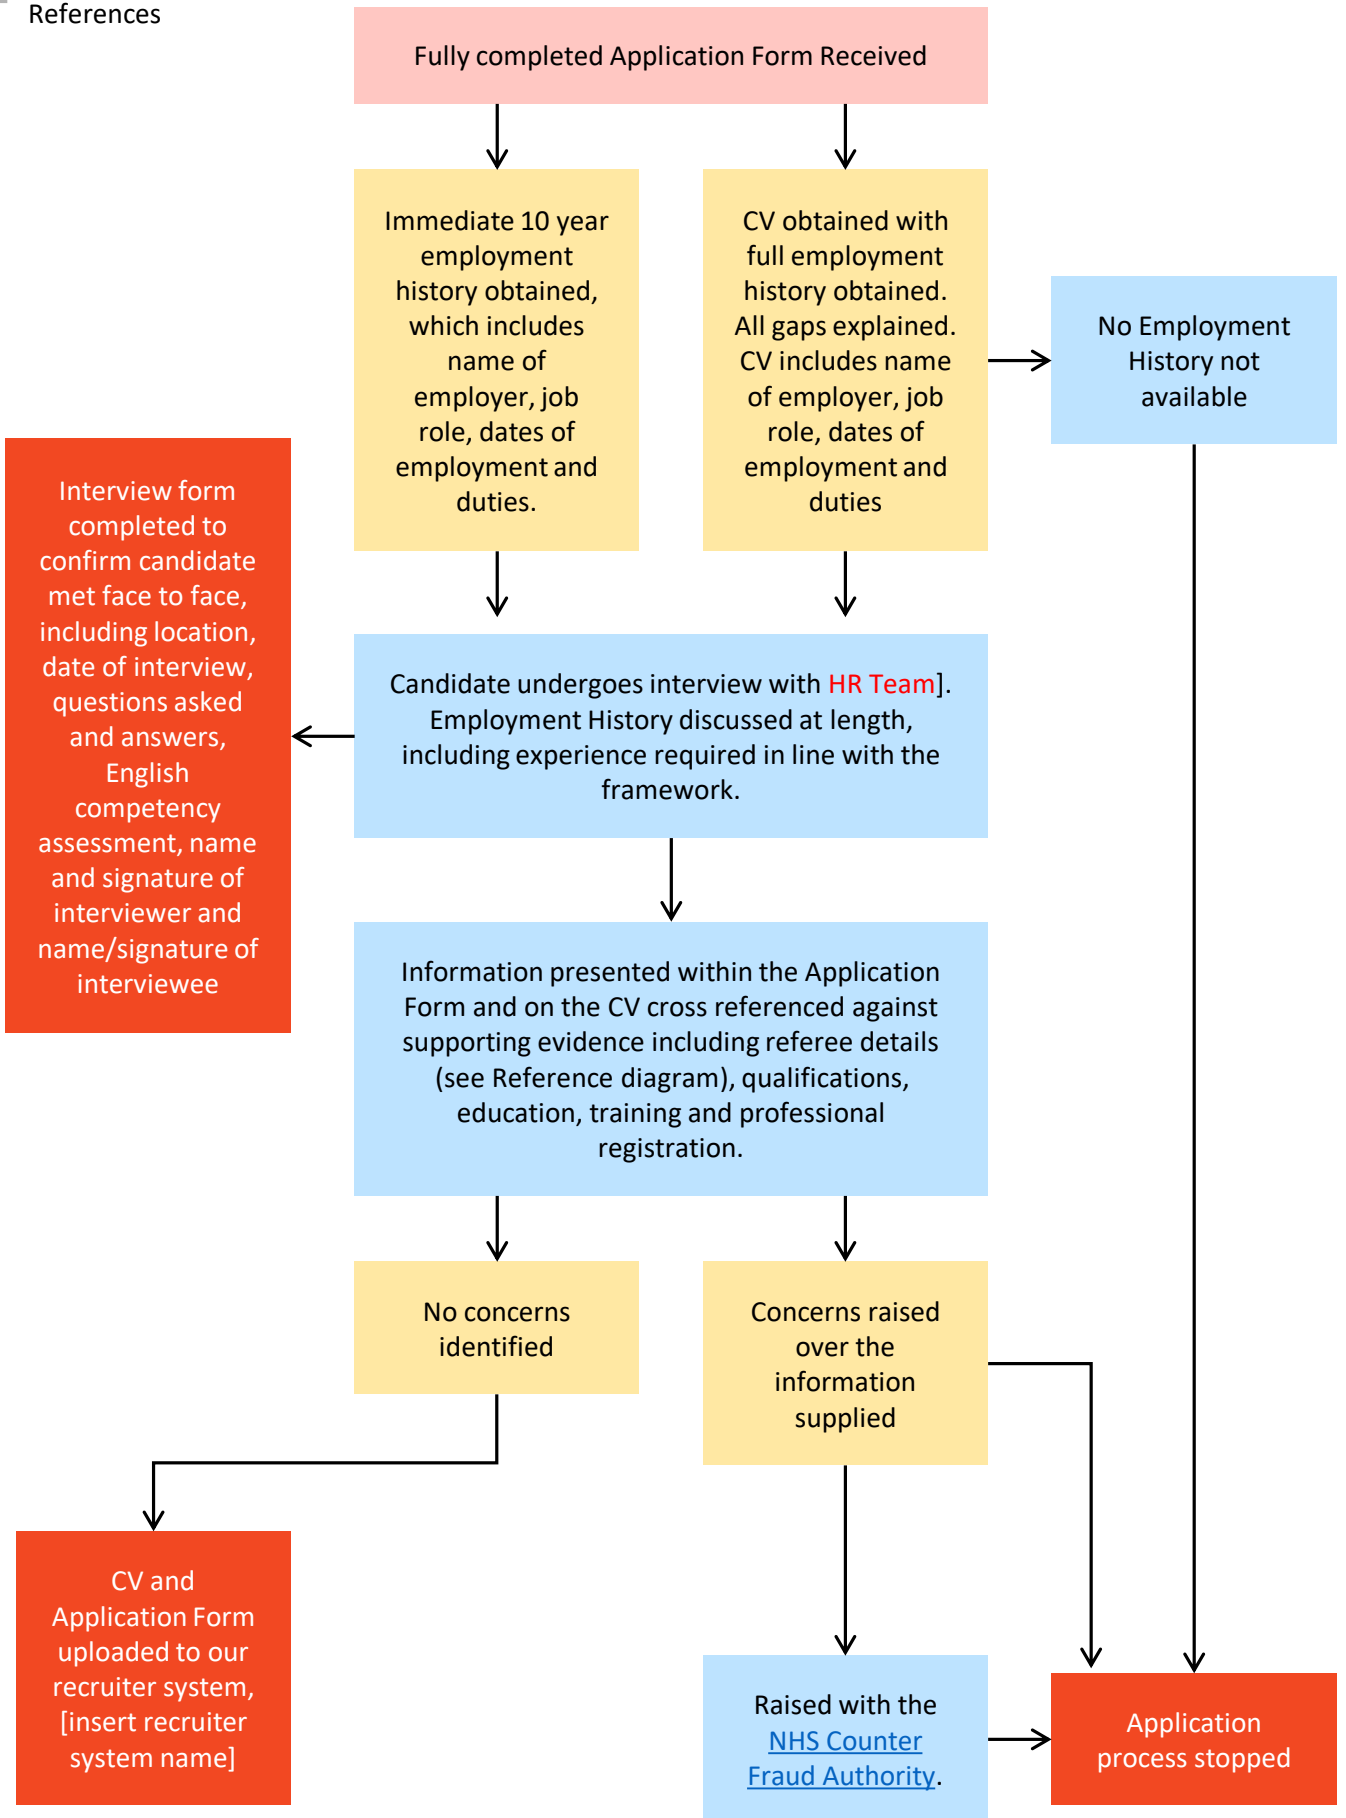 References
Fully completed Application Form Received
Immediate 10 year
employment
history obtained,
which includes
name of
employer, job
role, dates of
employment and
duties.
CV obtained with
full employment
history obtained.
All gaps explained.
CV includes name
of employer, job
role, dates of
employment and
duties
No Employment
History not
available
Interview form
completed to
confirm candidate
met face to face,
including location,
date of interview,
questions asked
and answers,
English
competency
assessment, name
and signature of
interviewer and
name/signature of
interviewee
Candidate undergoes interview with HR Team].
Employment History discussed at length,
including experience required in line with the
framework.
Information presented within the Application
Form and on the CV cross referenced against
supporting evidence including referee details
(see Reference diagram), qualifications,
education, training and professional
registration.
No concerns
identified
Concerns raised
over the
information
supplied
CV and
Application Form
uploaded to our
recruiter system,
[insert recruiter
system name]
Raised with the
NHS Counter
Fraud Authority.
Application
process stopped